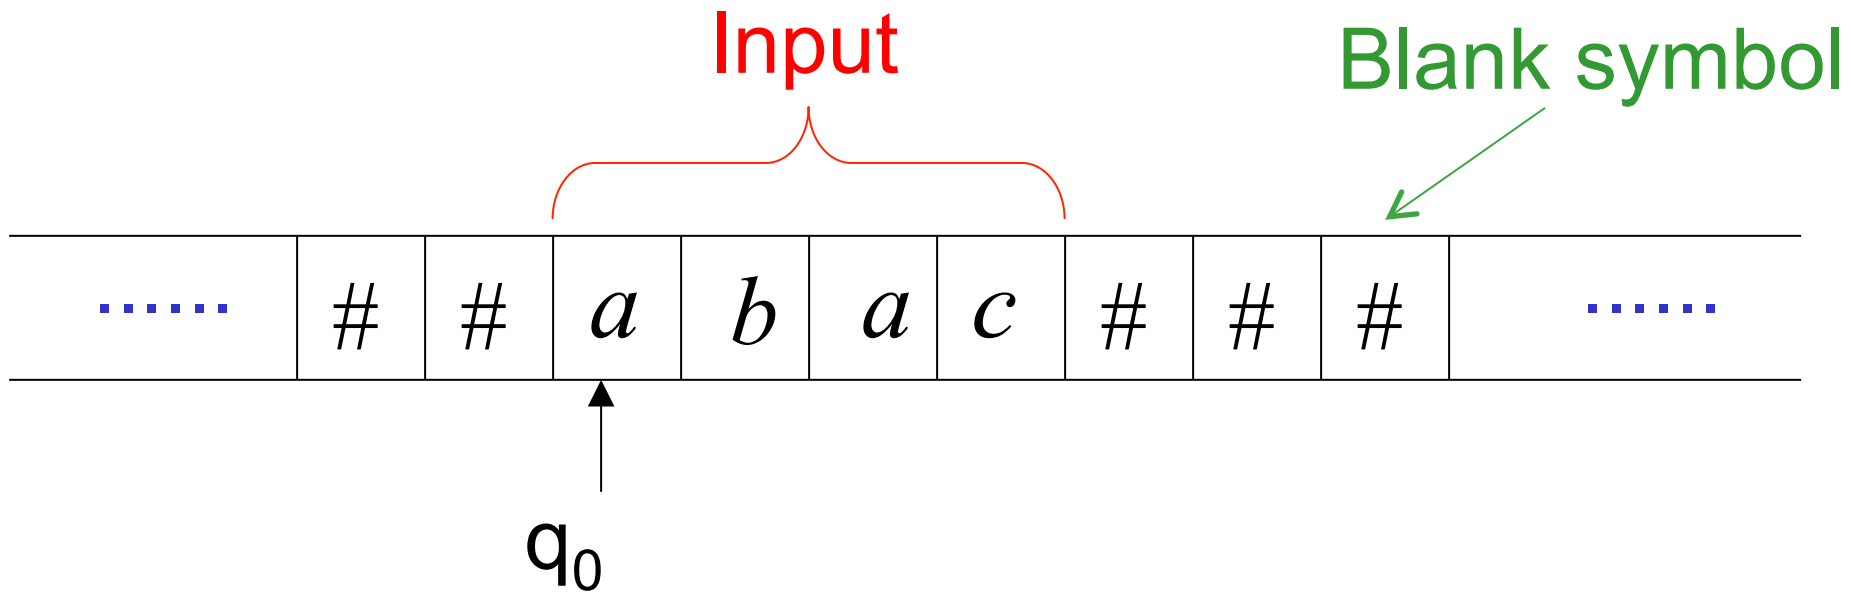 Input
Blank symbol
...... # # a b a c # # # ......
q0